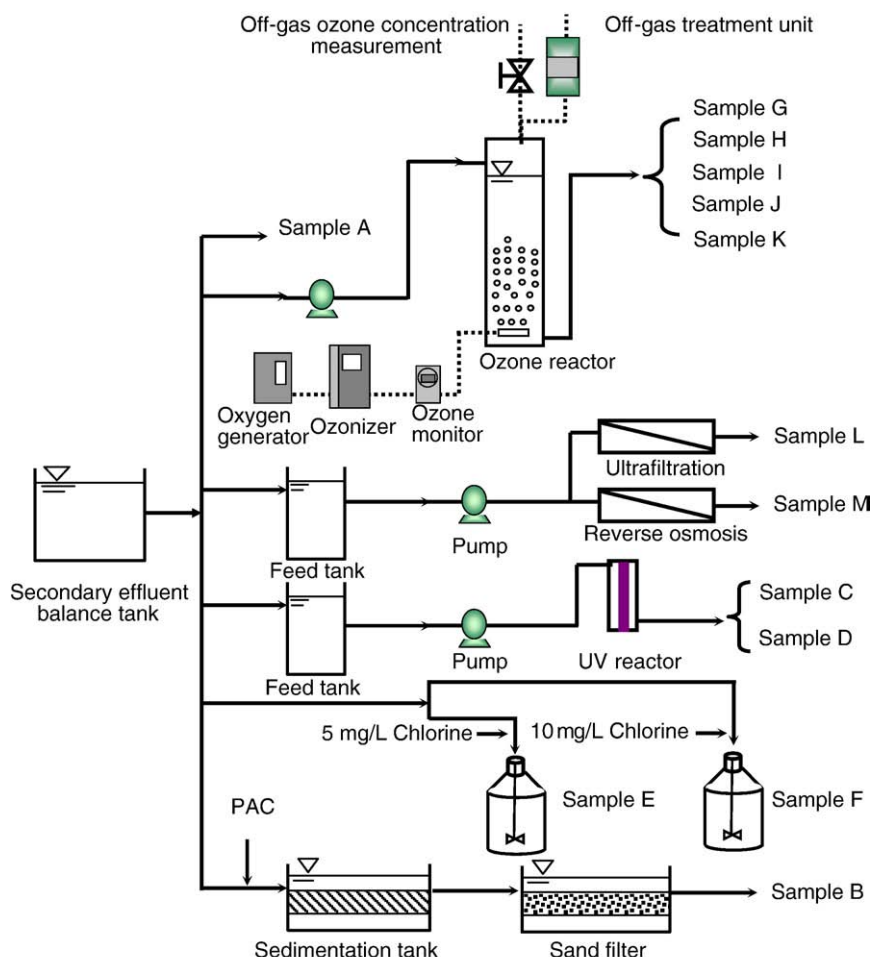 Off-gas ozone concentration
measurement
Off-gas treatment unit
Sample G
Sample H
Sample I
Sample J
Sample K
Sample A
Ozone reactor
Oxygen
generator
Ozonizer
Ozone
monitor
Sample L
Ultrafiltration
Sample M
Reverse osmosis
Pump
Feed tank
Secondary effluent
balance tank
Sample C
Sample D
UV reactor
Pump
Feed tank
5 mg/L Chlorine
10 mg/L Chlorine
Sample E
Sample F
PAC
Sample B
Sedimentation tank
Sand filter